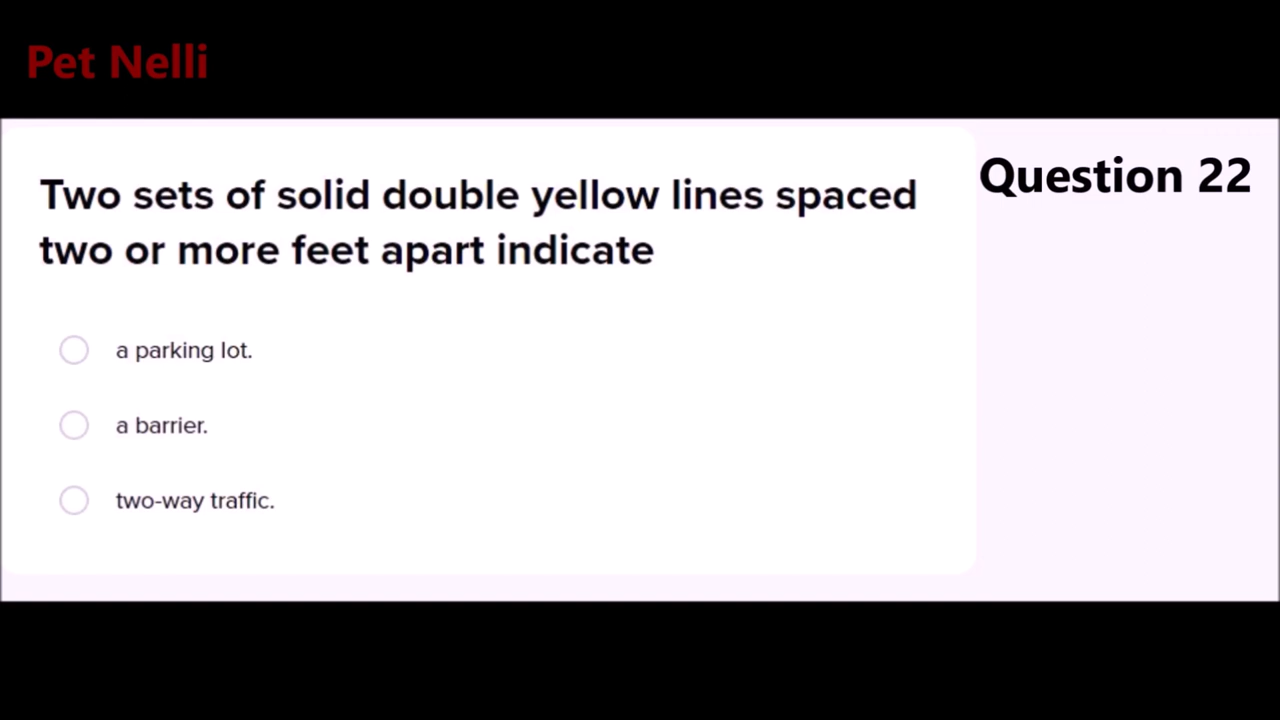 Pet Nelli
Question 22
Two sets of solid double yellow lines spaced
two or more feet apart indicate
a parking lot.
a barrier.
two-way traffic.